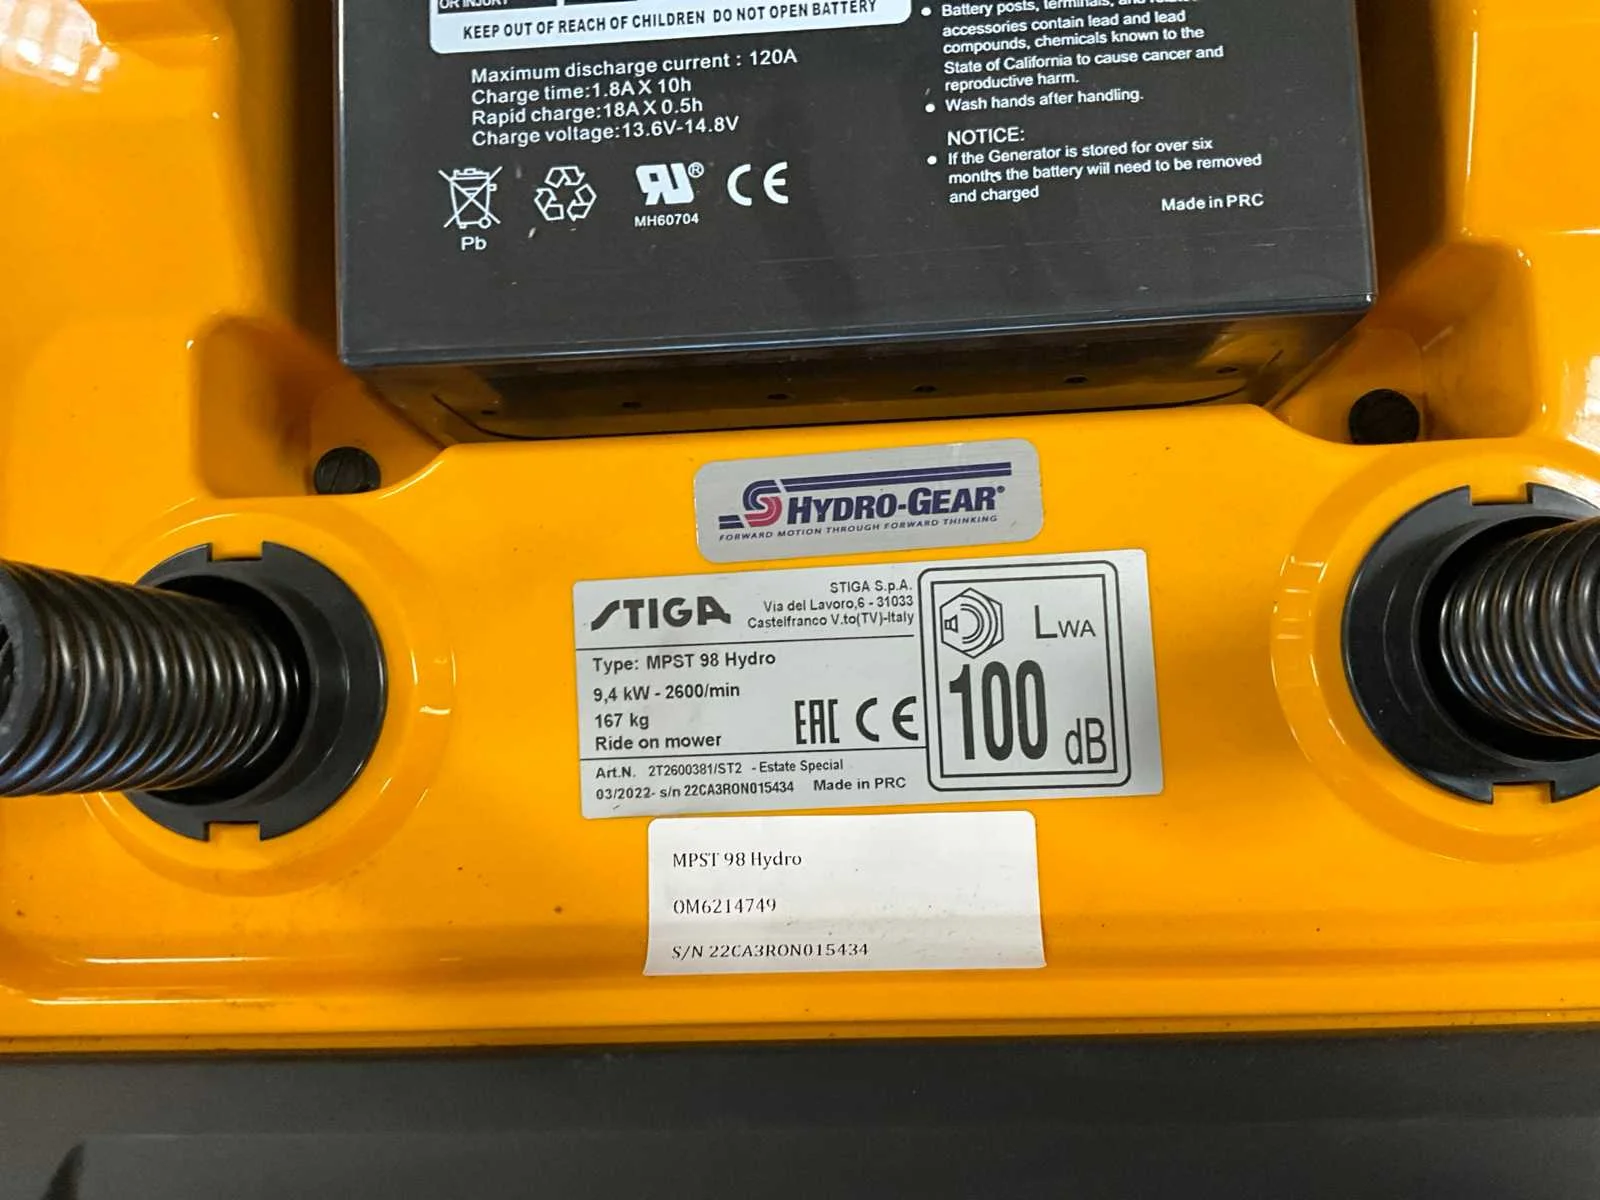 OR INJURY
KEEP OUT OF REACH OF CHILDREN DO NOT OPEN BATTERY
Maximum discharge current : 120A
Charge time:1.8A X 10h
Rapid charge:18A X 0.5h
Charge voltage:13.6V-14.8V
Pb
MH60704
CE
• Battery posts, terminals,
accessories contain lead and lead
compounds, chemicals known to the
State of California to cause cancer and
reproductive harm.
• Wash hands after handling.
NOTICE:
• If the Generator is stored for over six
months the battery will need to be removed
and charged
Made in PRC
HYDRO-GEAR®
FORWARD MOTION THROUGH FORWARD THINKING
STIGA
STIGA S.p.A.
Via del Lavoro,6 - 31033
Castelfranco V.to(TV)-Italy
Type: MPST 98 Hydro
9,4 kW - 2600/min
167 kg
Ride on mower
EAC CE
Art.N. 2T2600381/ST2 - Estate Special
03/2022- s/n 22CA3RON015434 Made in PRC
LWA
100 dB
MPST 98 Hydro
OM6214749
S/N 22CA3RON015434